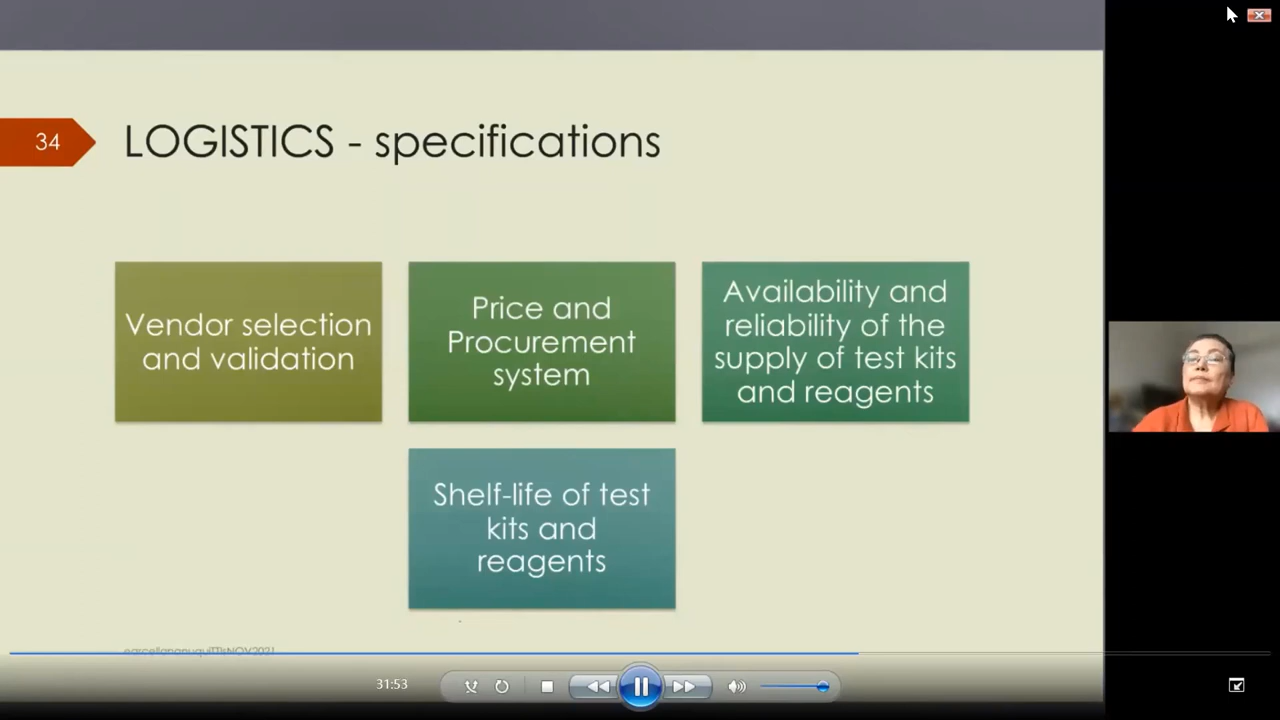 34
LOGISTICS - specifications
Vendor selection
and validation
Price and
Procurement
system
Availability and
reliability of the
supply of test kits
and reagents
Shelf-life of test
kits and
reagents
31:53